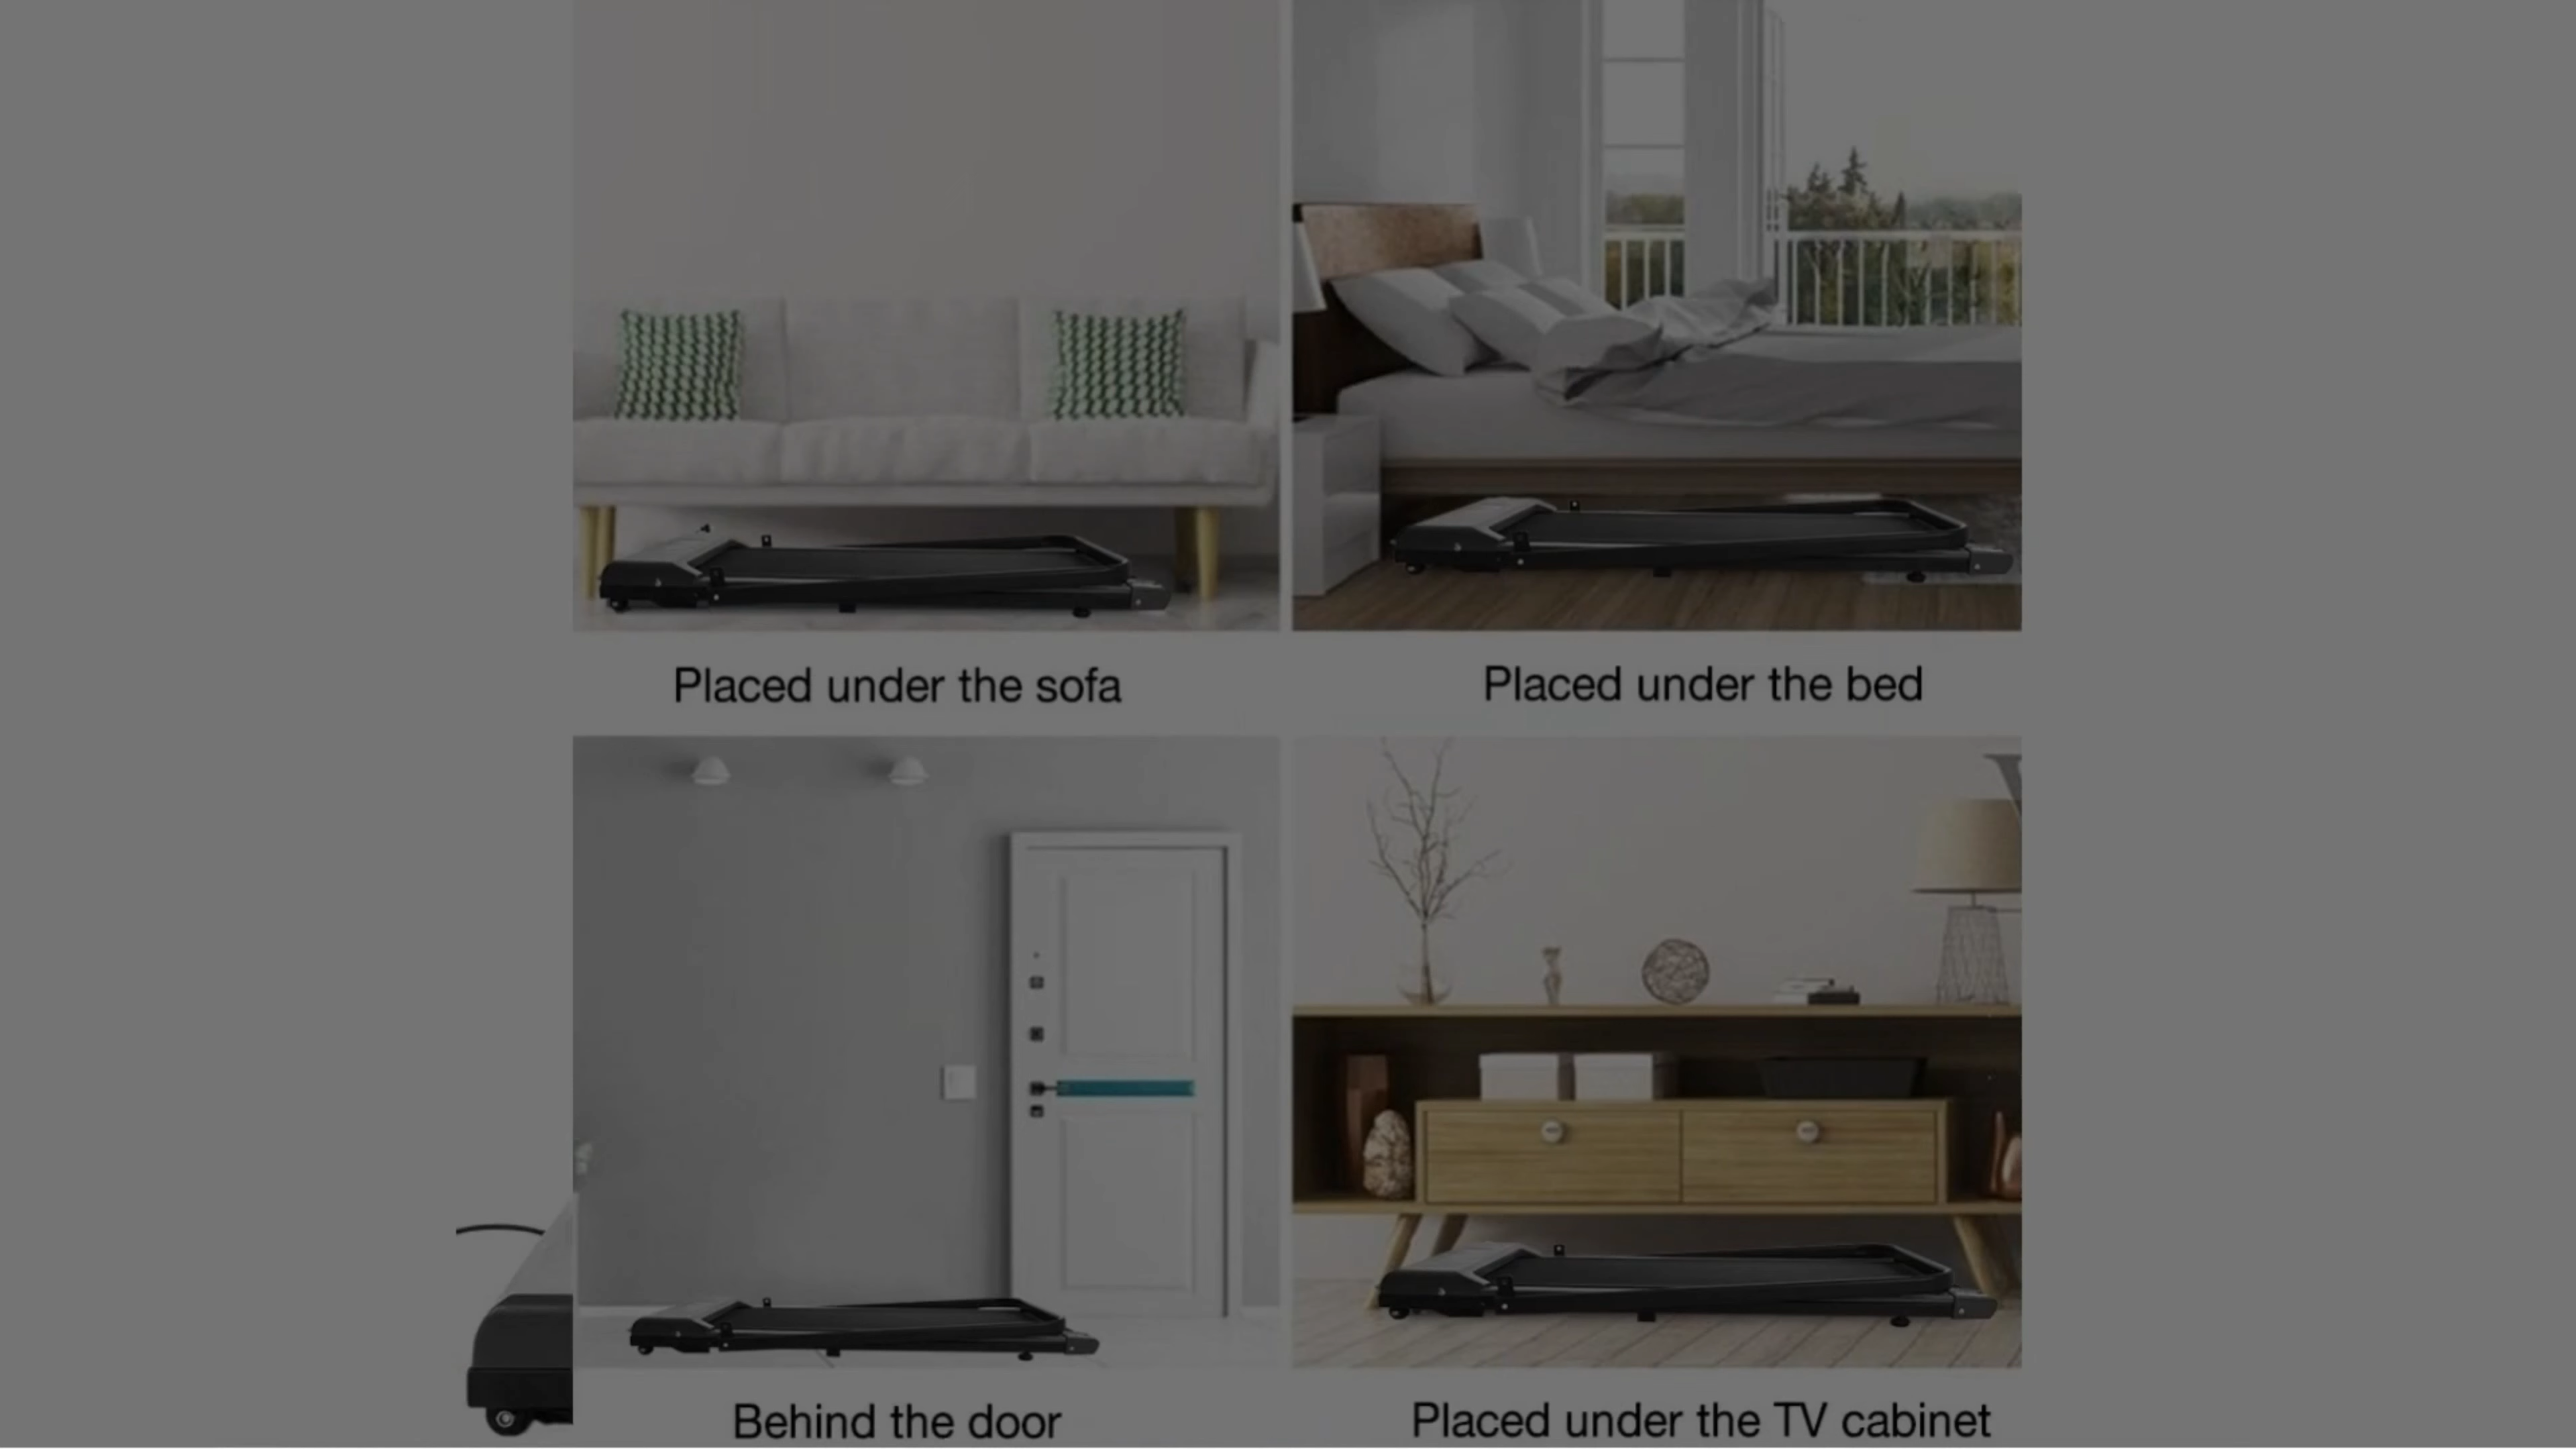 Placed under the sofa
Placed under the bed
Behind the door
Placed under the TV cabinet